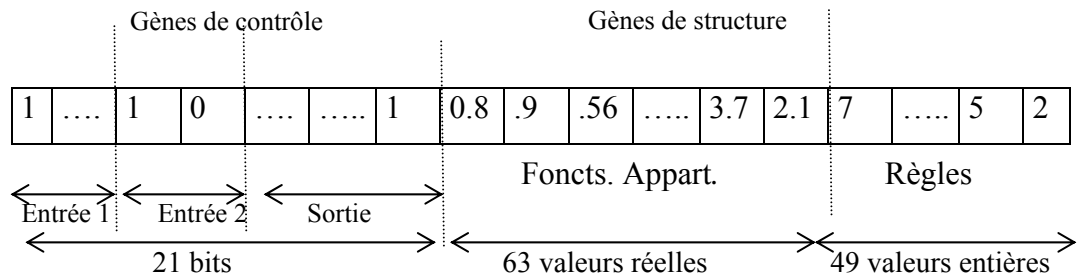 Gènes de contrôle Gènes de structure
1 …. 1 0 …. ….. 1 0.8 .9 .56 ….. 3.7 2.1 7 ….. 5 2
Foncts. Appart. Règles
Entrée 1 Entrée 2 Sortie
21 bits 63 valeurs réelles 49 valeurs entières